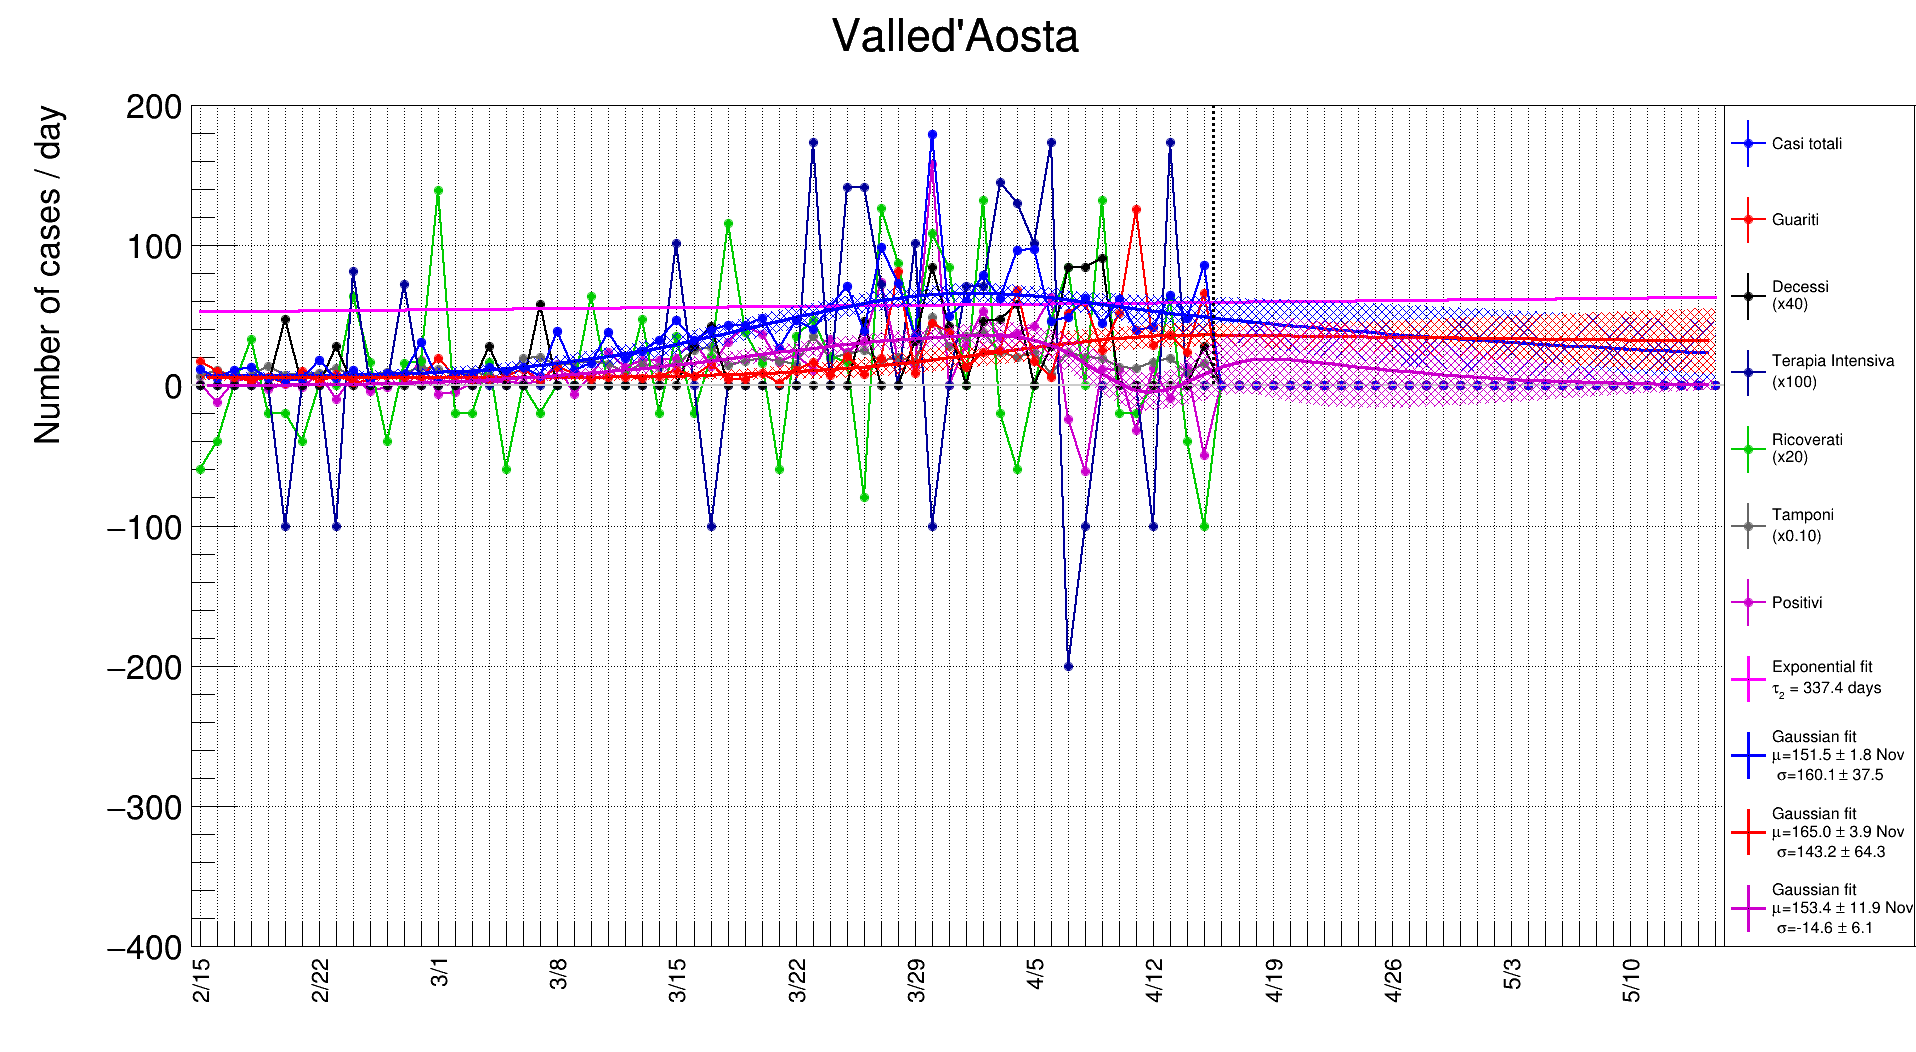 Valled'Aosta
Number of cases / day
200
100
0
−100
−200
−300
−400
2/15
2/22
3/1
3/8
3/15
3/22
3/29
4/5
4/12
4/19
4/26
5/3
5/10
Casi totali
Guariti
Decessi
(x40)
Terapia Intensiva
(x100)
Ricoverati
(x20)
Tamponi
(x0.10)
Positivi
Exponential fit
τ2 = 337.4 days
Gaussian fit
μ=151.5 ± 1.8 Nov
σ=160.1 ± 37.5
Gaussian fit
μ=165.0 ± 3.9 Nov
σ=143.2 ± 64.3
Gaussian fit
μ=153.4 ± 11.9 Nov
σ=-14.6 ± 6.1